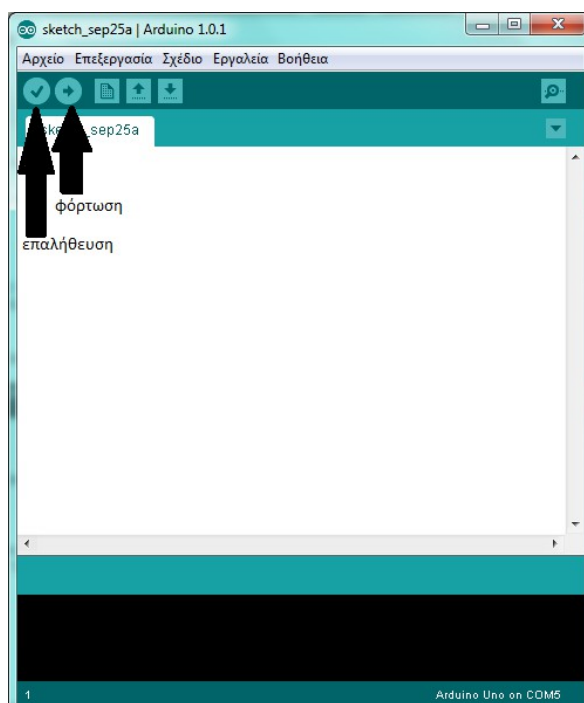 sketch_sep25a | Arduino 1.0.1
Αρχείο Επεξεργασία Σχέδιο Εργαλεία Βοήθεια
sep25a
φόρτωση
επαλήθευση
1 Arduino Uno on COM5